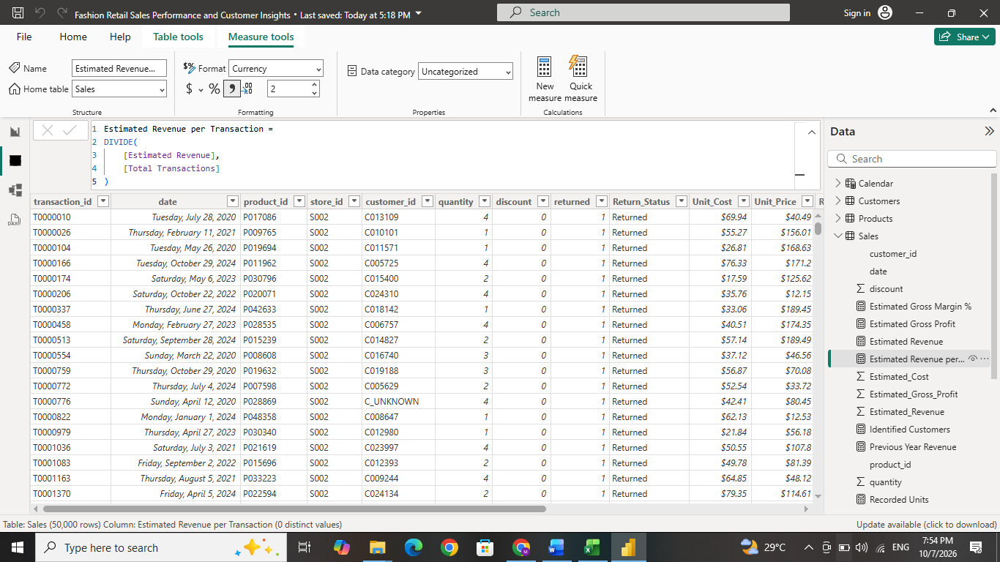 Fashion Retail Sales Performance and Customer Insights • Last saved: Today at 5:18 PM
Search
Sign in
File
Home
Help
Table tools
Measure tools
Share
Name
Estimated Revenue...
Home table
Sales
Structure
Format
Currency
$
%
2
Formatting
Data category
Uncategorized
Properties
New measure
Quick measure
Calculations
1 Estimated Revenue per Transaction =
2 DIVIDE(
3 [Estimated Revenue],
4 [Total Transactions]
5 )
transaction_id date product_id store_id customer_id quantity discount returned Return_Status Unit_Cost Unit_Price R
T0000010 Tuesday, July 28, 2020 P017086 S002 C013109 4 0 1 Returned $69.94 $40.49
T0000026 Thursday, February 11, 2021 P009765 S002 C010101 1 0 1 Returned $55.27 $156.01
T0000104 Tuesday, May 26, 2020 P019694 S002 C011571 1 0 1 Returned $26.81 $168.63
T0000166 Tuesday, October 29, 2024 P011962 S002 C005725 4 0 1 Returned $76.33 $171.2
T0000174 Saturday, May 6, 2023 P030796 S002 C015400 2 0 1 Returned $17.59 $125.62
T0000206 Saturday, October 22, 2022 P020071 S002 C024310 4 0 1 Returned $35.76 $12.15
T0000337 Thursday, June 27, 2024 P042633 S002 C018142 1 0 1 Returned $33.06 $189.45
T0000458 Monday, February 27, 2023 P028535 S002 C006757 4 0 1 Returned $40.51 $174.35
T0000513 Saturday, September 28, 2024 P015239 S002 C014827 2 0 1 Returned $57.14 $189.49
T0000554 Sunday, March 22, 2020 P008608 S002 C016740 3 0 1 Returned $37.12 $46.56
T0000759 Thursday, October 29, 2020 P019632 S002 C019188 3 0 1 Returned $56.87 $70.08
T0000772 Thursday, July 4, 2024 P007598 S002 C005629 2 0 1 Returned $52.54 $33.72
T0000776 Sunday, April 12, 2020 P028869 S002 C_UNKNOWN 4 0 1 Returned $42.41 $80.45
T0000822 Monday, January 1, 2024 P048358 S002 C008647 1 0 1 Returned $62.13 $12.53
T0000979 Thursday, April 27, 2023 P030340 S002 C012980 1 0 1 Returned $21.84 $56.18
T0001036 Saturday, July 3, 2021 P021619 S002 C023997 4 0 1 Returned $50.55 $107.8
T0001083 Friday, September 2, 2022 P015696 S002 C012393 2 0 1 Returned $49.78 $81.39
T0001163 Thursday, August 5, 2021 P033223 S002 C009244 4 0 1 Returned $64.85 $48.12
T0001370 Friday, April 5, 2024 P022594 S002 C024134 2 0 1 Returned $79.35 $114.61
Data
Search
Calendar
Customers
Products
Sales
customer_id
date
discount
Estimated Gross Margin %
Estimated Gross Profit
Estimated Revenue
Estimated Revenue per...
Estimated_Cost
Estimated_Gross_Profit
Estimated_Revenue
Identified Customers
Previous Year Revenue
product_id
quantity
Recorded Units
Table: Sales (50,000 rows) Column: Estimated Revenue per Transaction (0 distinct values)
Update available (click to download)
Type here to search
29°C
ENG
7:54 PM
10/7/2026